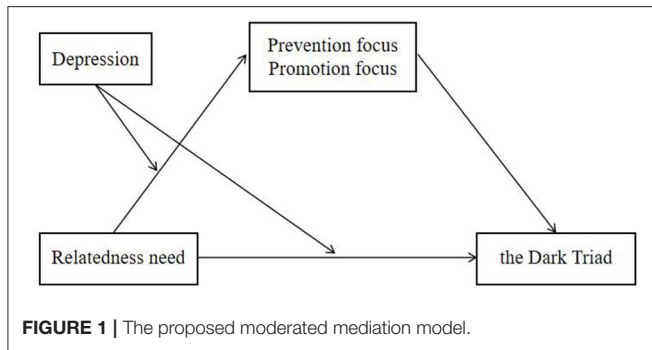 Depression
Prevention focus
Promotion focus
Relatedness need
the Dark Triad
FIGURE 1 | The proposed moderated mediation model.